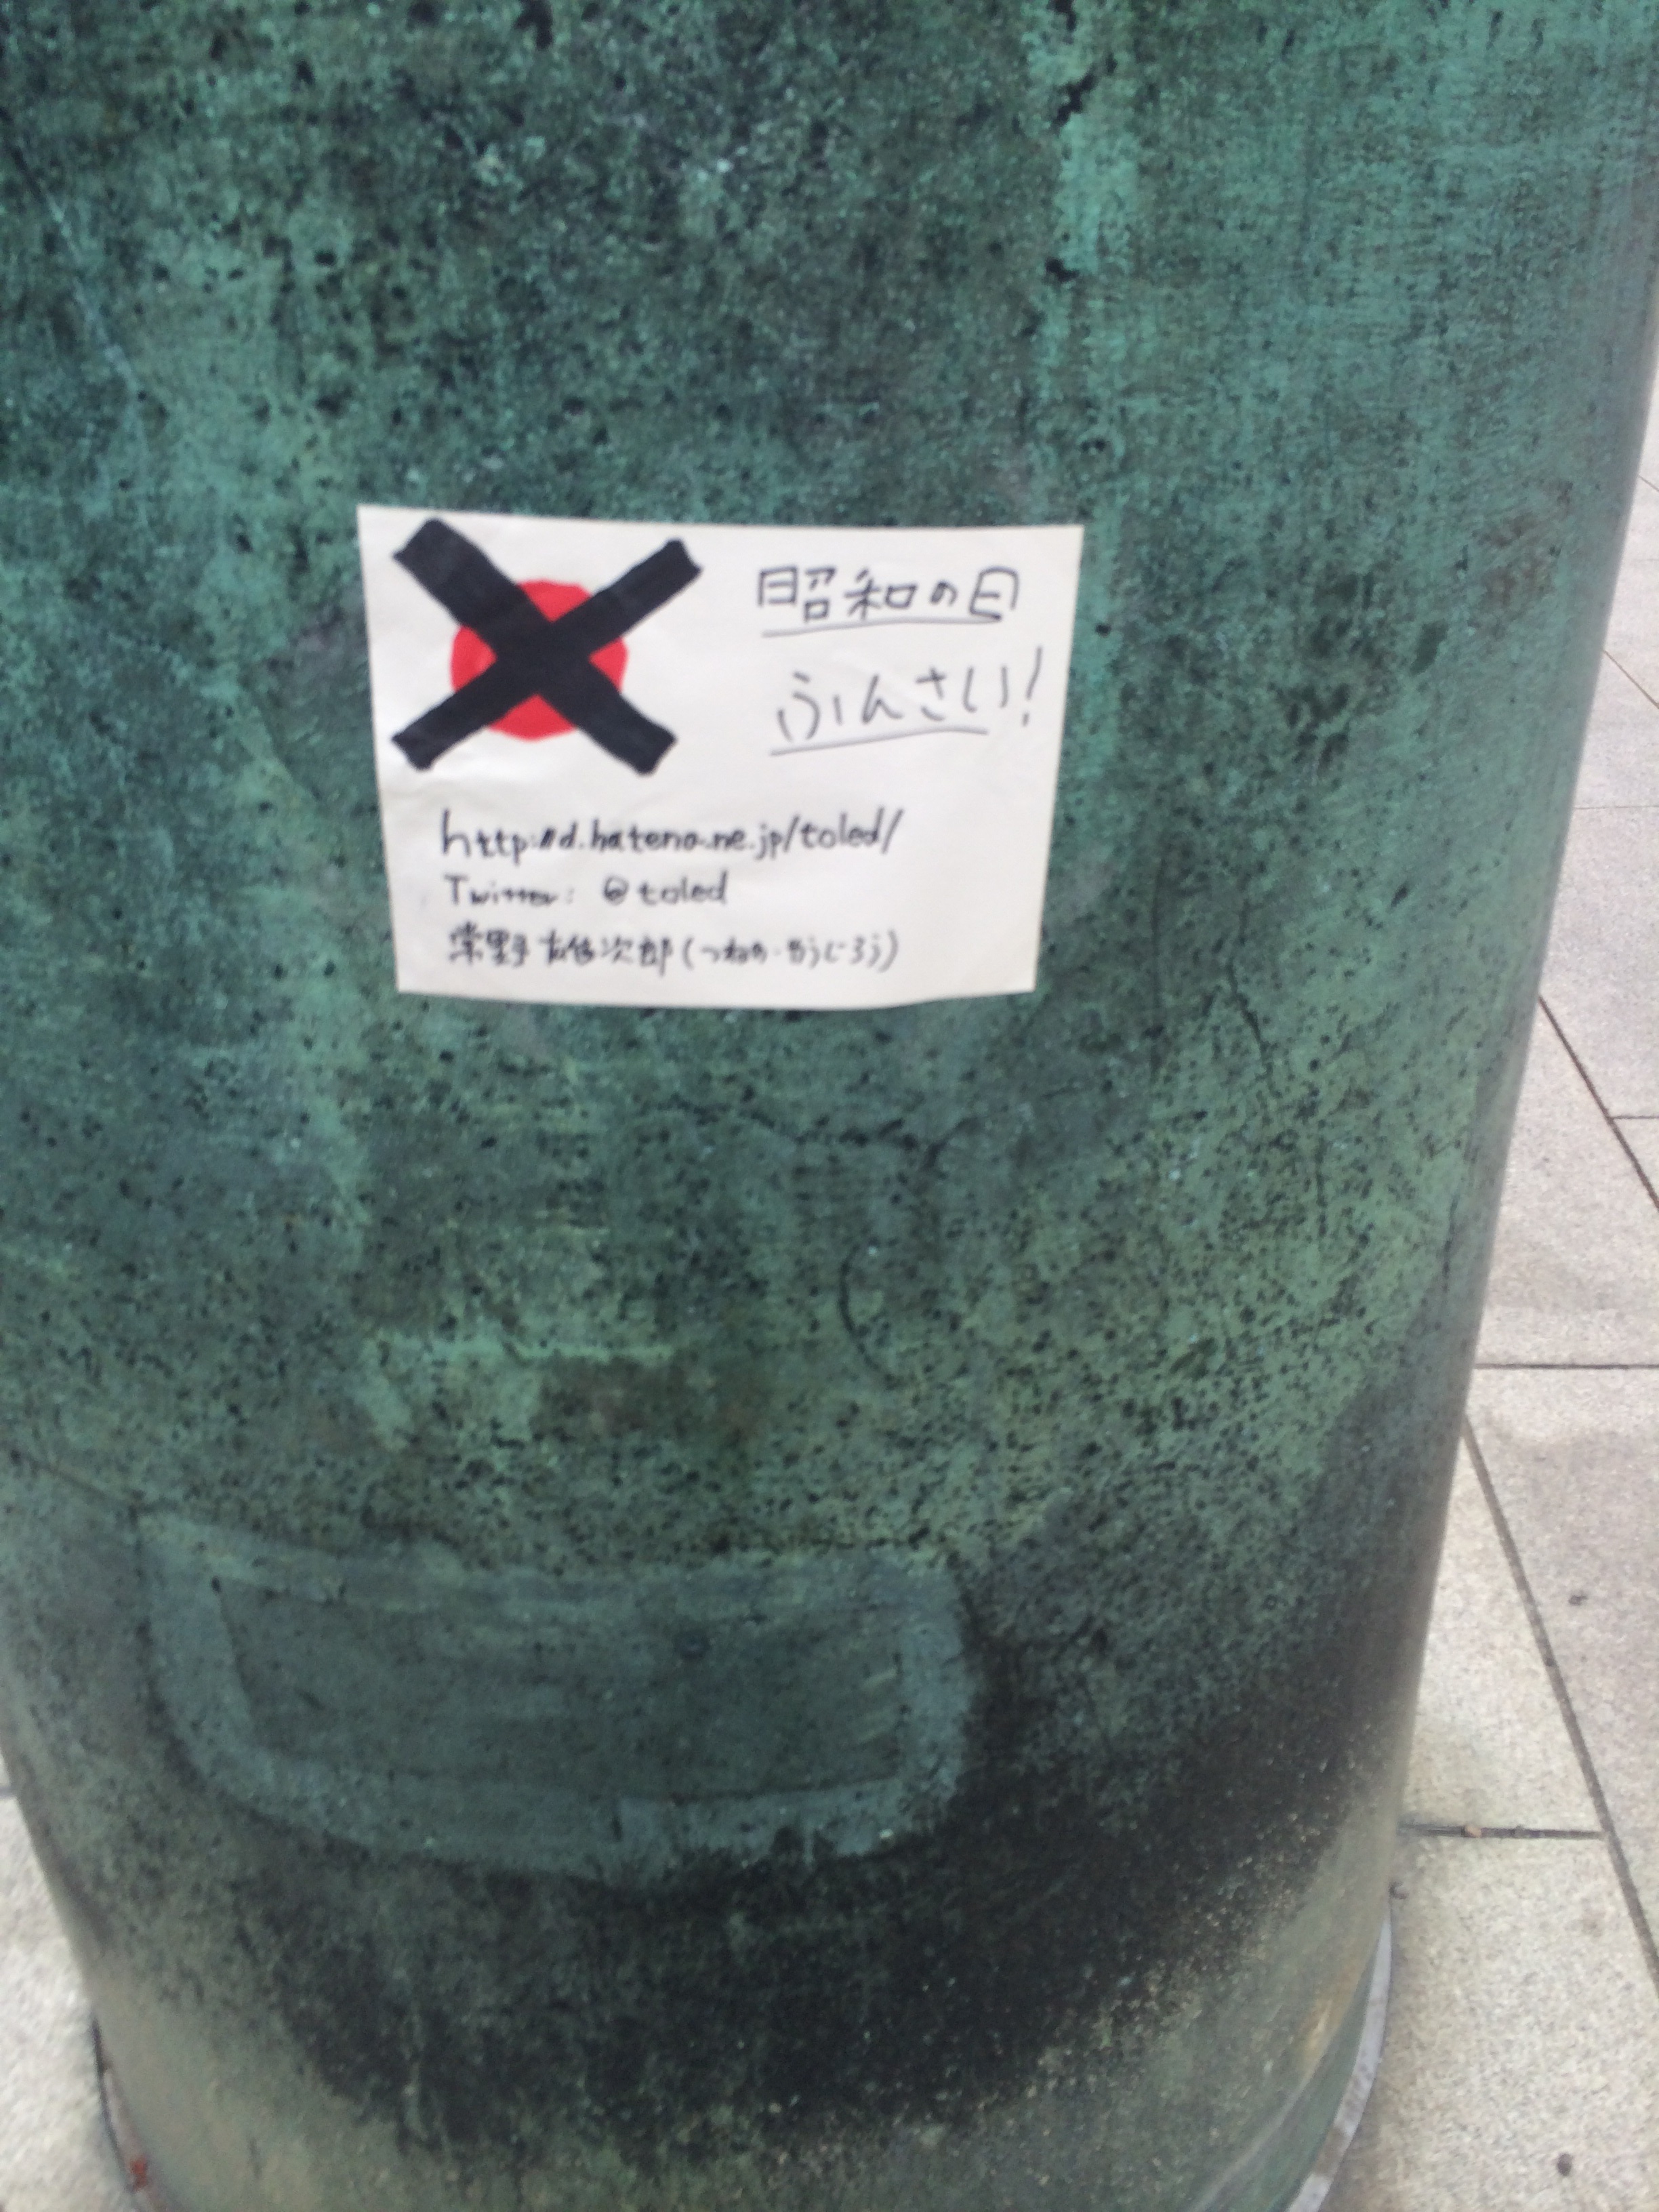 昭和の日
ふんさい!
http://d.hatena.ne.jp/toled/
Twitter: @toled
常野雄次郎(つねの・ゆうじろう)